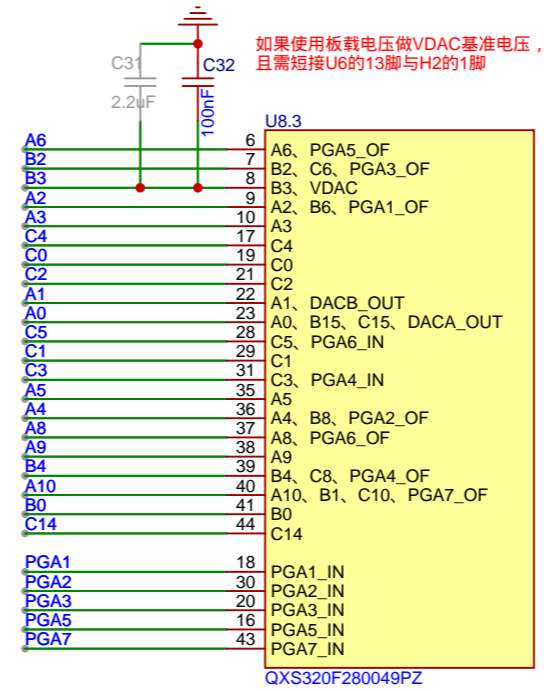 C31
2.2uF
C32
100nF
如果使用板载电压做VDAC基准电压，
且需短接U6的13脚与H2的1脚
U8.3
A6 6 A6、PGA5_OF
B2 7 B2、C6、PGA3_OF
B3 8 B3、VDAC
A2 9 A2、B6、PGA1_OF
A3 10 A3
C4 17 C4
C0 19 C0
C2 21 C2
A1 22 A1、DACB_OUT
A0 23 A0、B15、C15、DACA_OUT
C5 28 C5、PGA6_IN
C1 29 C1
C3 31 C3、PGA4_IN
A5 35 A5
A4 36 A4、B8、PGA2_OF
A8 37 A8、PGA6_OF
A9 38 A9
B4 39 B4、C8、PGA4_OF
A10 40 A10、B1、C10、PGA7_OF
B0 41 B0
C14 44 C14
PGA1 18 PGA1_IN
PGA2 30 PGA2_IN
PGA3 20 PGA3_IN
PGA5 16 PGA5_IN
PGA7 43 PGA7_IN
QXS320F280049PZ